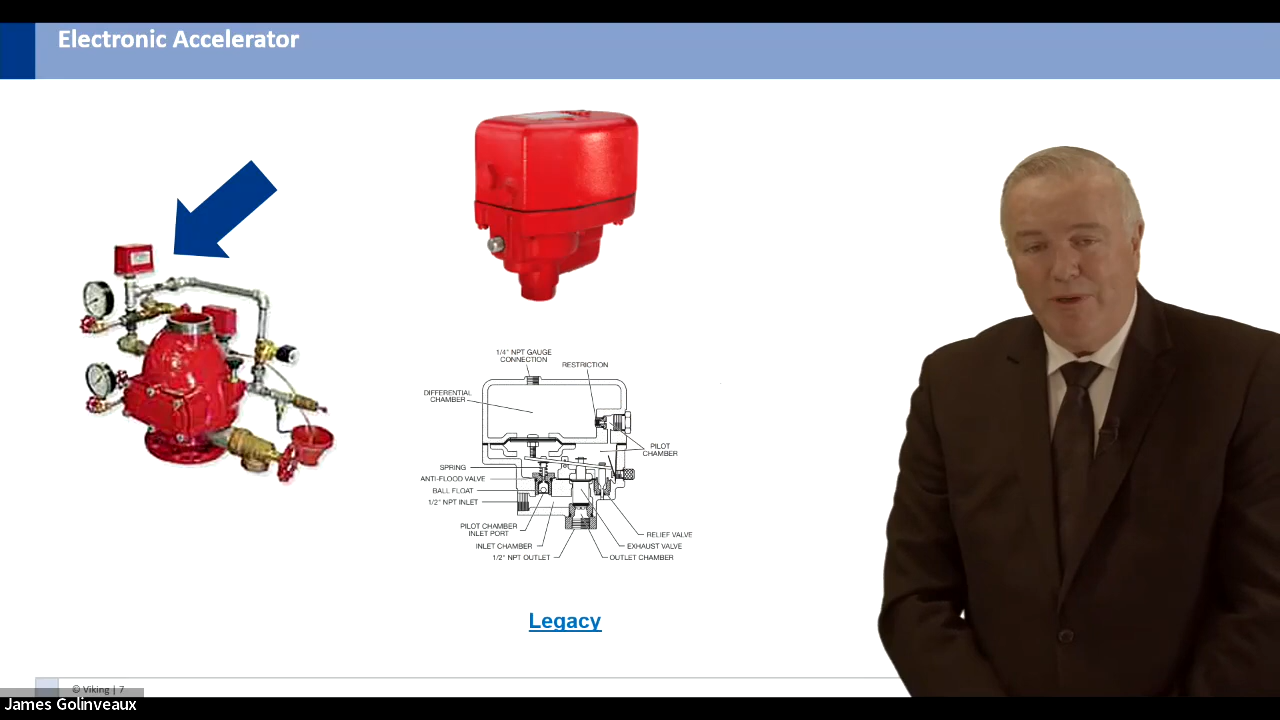 Electronic Accelerator
1/4" NPT GAUGE
CONNECTION
RESTRICTION
DIFFERENTIAL
CHAMBER
PILOT
CHAMBER
SPRING
ANTI-FLOOD VALVE
BALL FLOAT
1/2" NPT INLET
PILOT CHAMBER
INLET PORT
RELIEF VALVE
INLET CHAMBER
EXHAUST VALVE
1/2" NPT OUTLET
OUTLET CHAMBER
Legacy
© Viking | 7
James Golinveaux